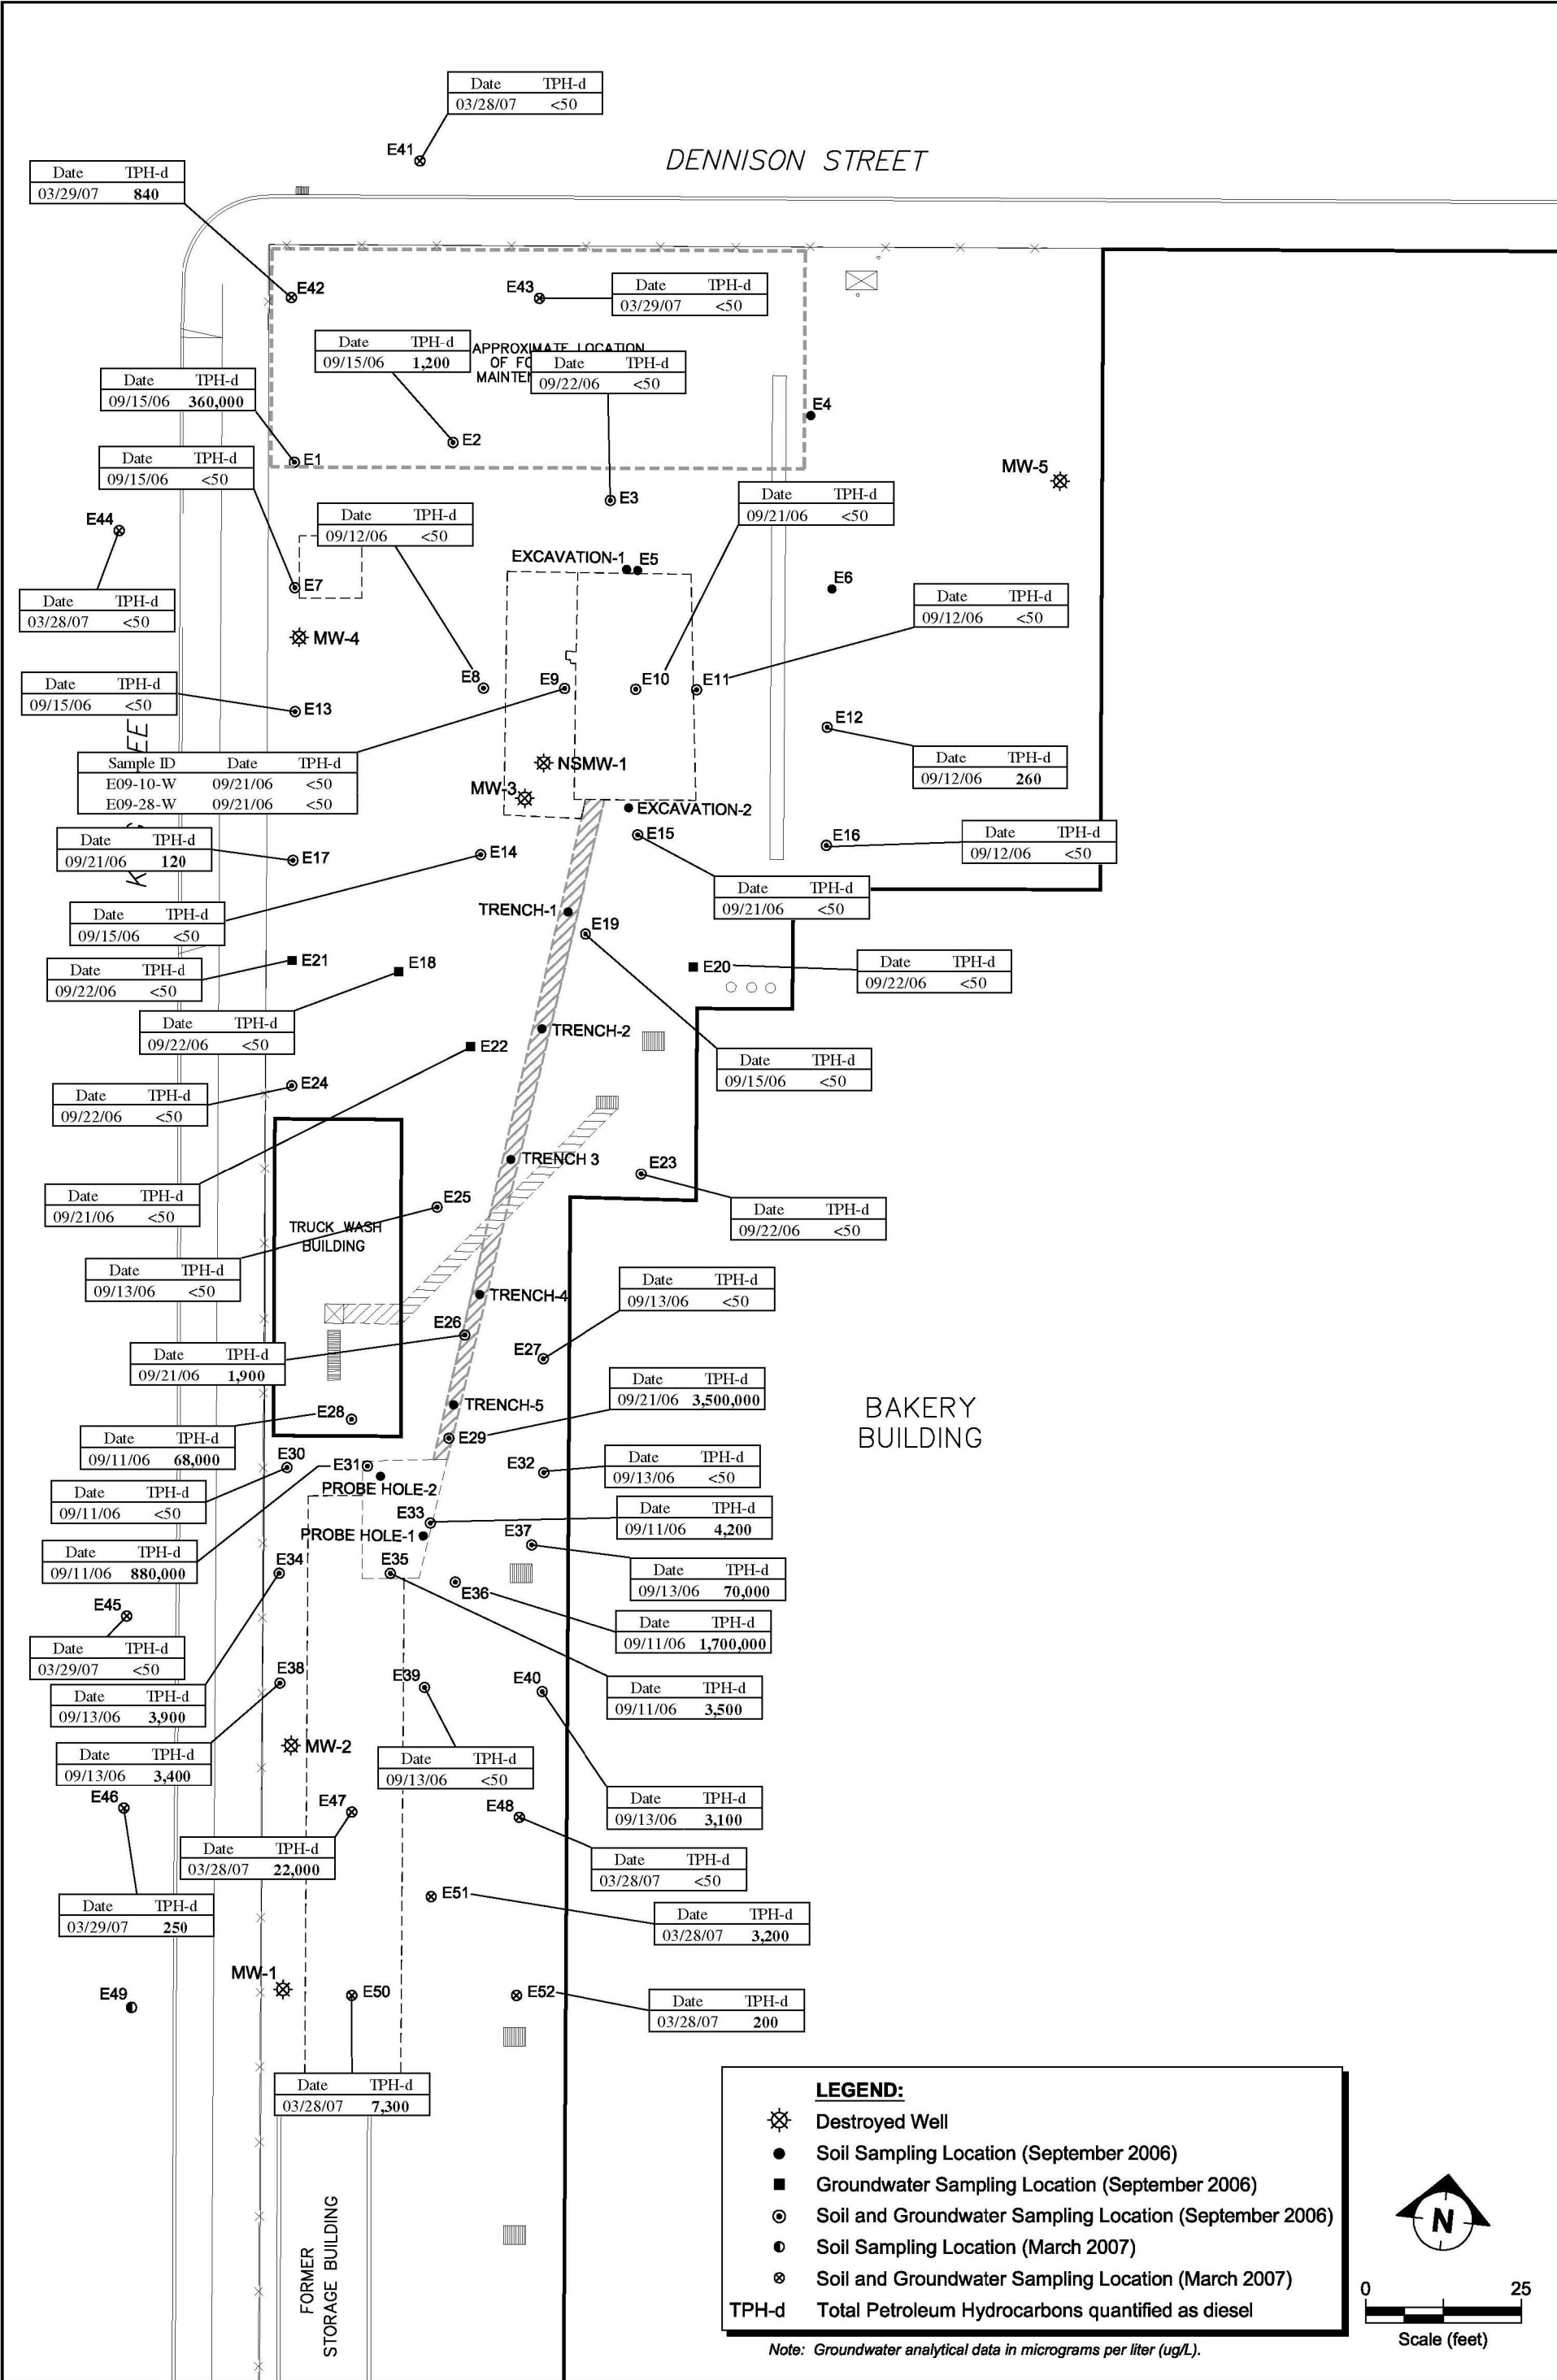 Date TPH-d
03/28/07 <50
E41
DENNISON STREET
Date TPH-d
03/29/07 840
E42
E43
Date TPH-d
03/29/07 <50
Date TPH-d
09/15/06 1,200
APPROXIMATE LOCATION
OF
Date TPH-d
09/22/06 <50
Date TPH-d
09/15/06 360,000
E4
E2
E1
Date TPH-d
09/15/06 <50
MW-5
E3
Date TPH-d
09/21/06 <50
E44
Date TPH-d
09/12/06 <50
EXCAVATION-1
E5
E6
E7
Date TPH-d
03/28/07 <50
Date TPH-d
09/12/06 <50
MW-4
E8
E9
E10
E11
Date TPH-d
09/15/06 <50
E13
E12
Sample ID Date TPH-d
E09-10-W 09/21/06 <50
E09-28-W 09/21/06 <50
NSMW-1
Date TPH-d
09/12/06 260
MW-3
EXCAVATION-2
E15
Date TPH-d
09/21/06 120
E17
E14
E16
Date TPH-d
09/12/06 <50
Date TPH-d
09/21/06 <50
Date TPH-d
09/15/06 <50
TRENCH-1
E19
Date TPH-d
09/22/06 <50
E21
E18
E20
Date TPH-d
09/22/06 <50
Date TPH-d
09/22/06 <50
TRENCH-2
E22
Date TPH-d
09/15/06 <50
Date TPH-d
09/22/06 <50
E24
TRENCH 3
E23
Date TPH-d
09/21/06 <50
E25
Date TPH-d
09/22/06 <50
TRUCK WASH
BUILDING
Date TPH-d
09/13/06 <50
Date TPH-d
09/13/06 <50
TRENCH-4
E26
E27
Date TPH-d
09/21/06 1,900
Date TPH-d
09/21/06 3,500,000
TRENCH-5
E28
BAKERY
BUILDING
Date TPH-d
09/11/06 68,000
E29
E30
E31
E32
Date TPH-d
09/13/06 <50
PROBE HOLE-2
Date TPH-d
09/11/06 <50
E33
Date TPH-d
09/11/06 4,200
PROBE HOLE-1
E37
Date TPH-d
09/11/06 880,000
E34
E35
Date TPH-d
09/13/06 70,000
E36
E45
Date TPH-d
09/11/06 1,700,000
Date TPH-d
03/29/07 <50
E38
E39
E40
Date TPH-d
09/11/06 3,500
Date TPH-d
09/13/06 3,900
MW-2
Date TPH-d
09/13/06 3,400
Date TPH-d
09/13/06 <50
E46
E47
E48
Date TPH-d
09/13/06 3,100
Date TPH-d
03/28/07 22,000
Date TPH-d
03/28/07 <50
E51
Date TPH-d
03/29/07 250
Date TPH-d
03/28/07 3,200
MW-1
E49
E50
E52
Date TPH-d
03/28/07 200
Date TPH-d
03/28/07 7,300
FORMER
STORAGE BUILDING
LEGEND:
Destroyed Well
Soil Sampling Location (September 2006)
Groundwater Sampling Location (September 2006)
Soil and Groundwater Sampling Location (September 2006)
Soil Sampling Location (March 2007)
Soil and Groundwater Sampling Location (March 2007)
TPH-d Total Petroleum Hydrocarbons quantified as diesel
Note: Groundwater analytical data in micrograms per liter (ug/L).
N
0 25
Scale (feet)